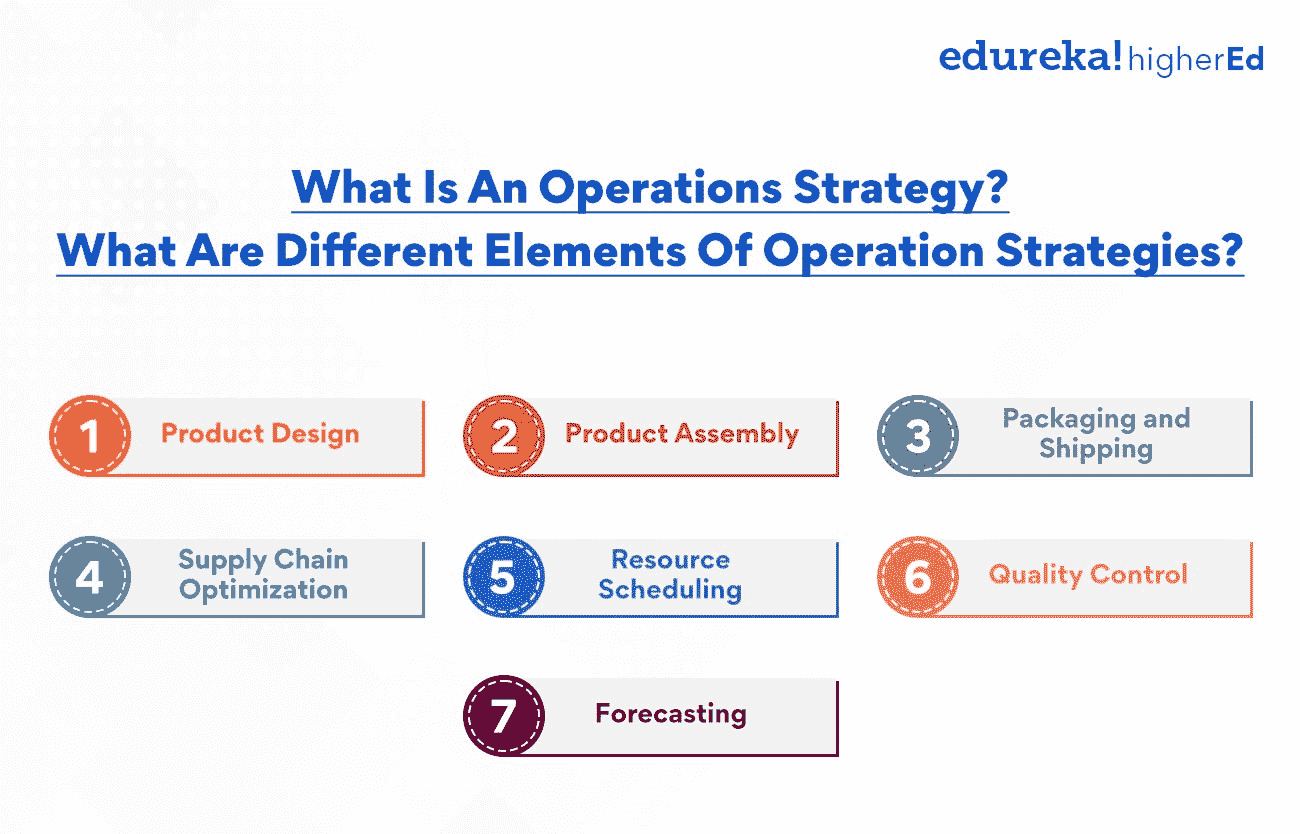 edureka! higherEd
What Is An Operations Strategy?
What Are Different Elements Of Operation Strategies?
1 Product Design
2 Product Assembly
3 Packaging and
Shipping
4 Supply Chain
Optimization
5 Resource
Scheduling
6 Quality Control
7 Forecasting